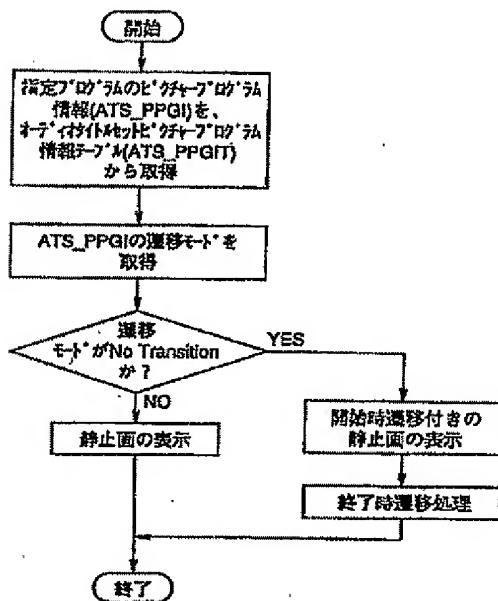 開始
指定プログラムのピクチャープログラム
情報(ATS_PPGI)を、
オーディオタイトルセットピクチャープログラム
情報テーブル(ATS_PPGIT)
から取得
ATS_PPGIの遷移モードを
取得
遷移
モードがNo Transition
か?
YES
NO
静止画の表示
開始時遷移付きの
静止画の表示
終了時遷移処理
終了